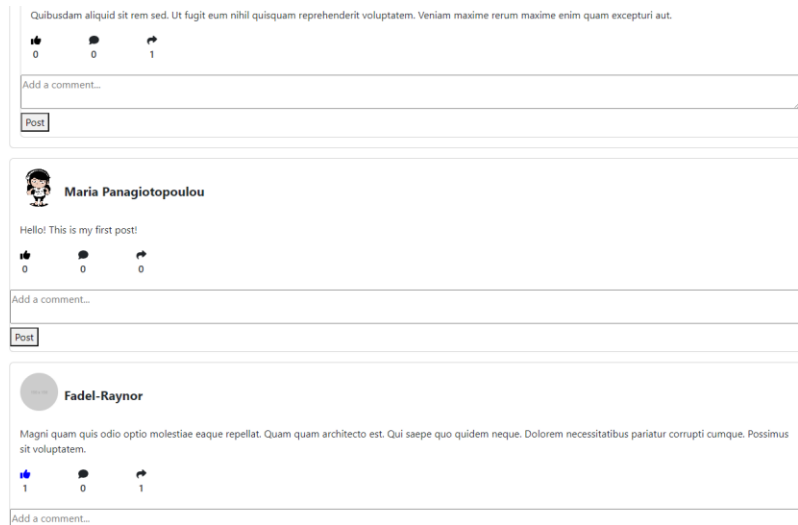 Quibusdam aliquid sit rem sed. Ut fugit eum nihil quisquam reprehenderit voluptatem. Veniam maxime rerum maxime enim quam excepturi aut.
0 0 1
Add a comment...
Post
Maria Panagiotopoulou
Hello! This is my first post!
0 0 0
Add a comment...
Post
Fadel-Raynor
Magni quam quis odio optio molestiae eaque repellat. Quam quam architecto est. Qui saepe quo quidem neque. Dolorem necessitatibus pariatur corrupti cumque. Possimus
sit voluptatem.
1 0 1
Add a comment...